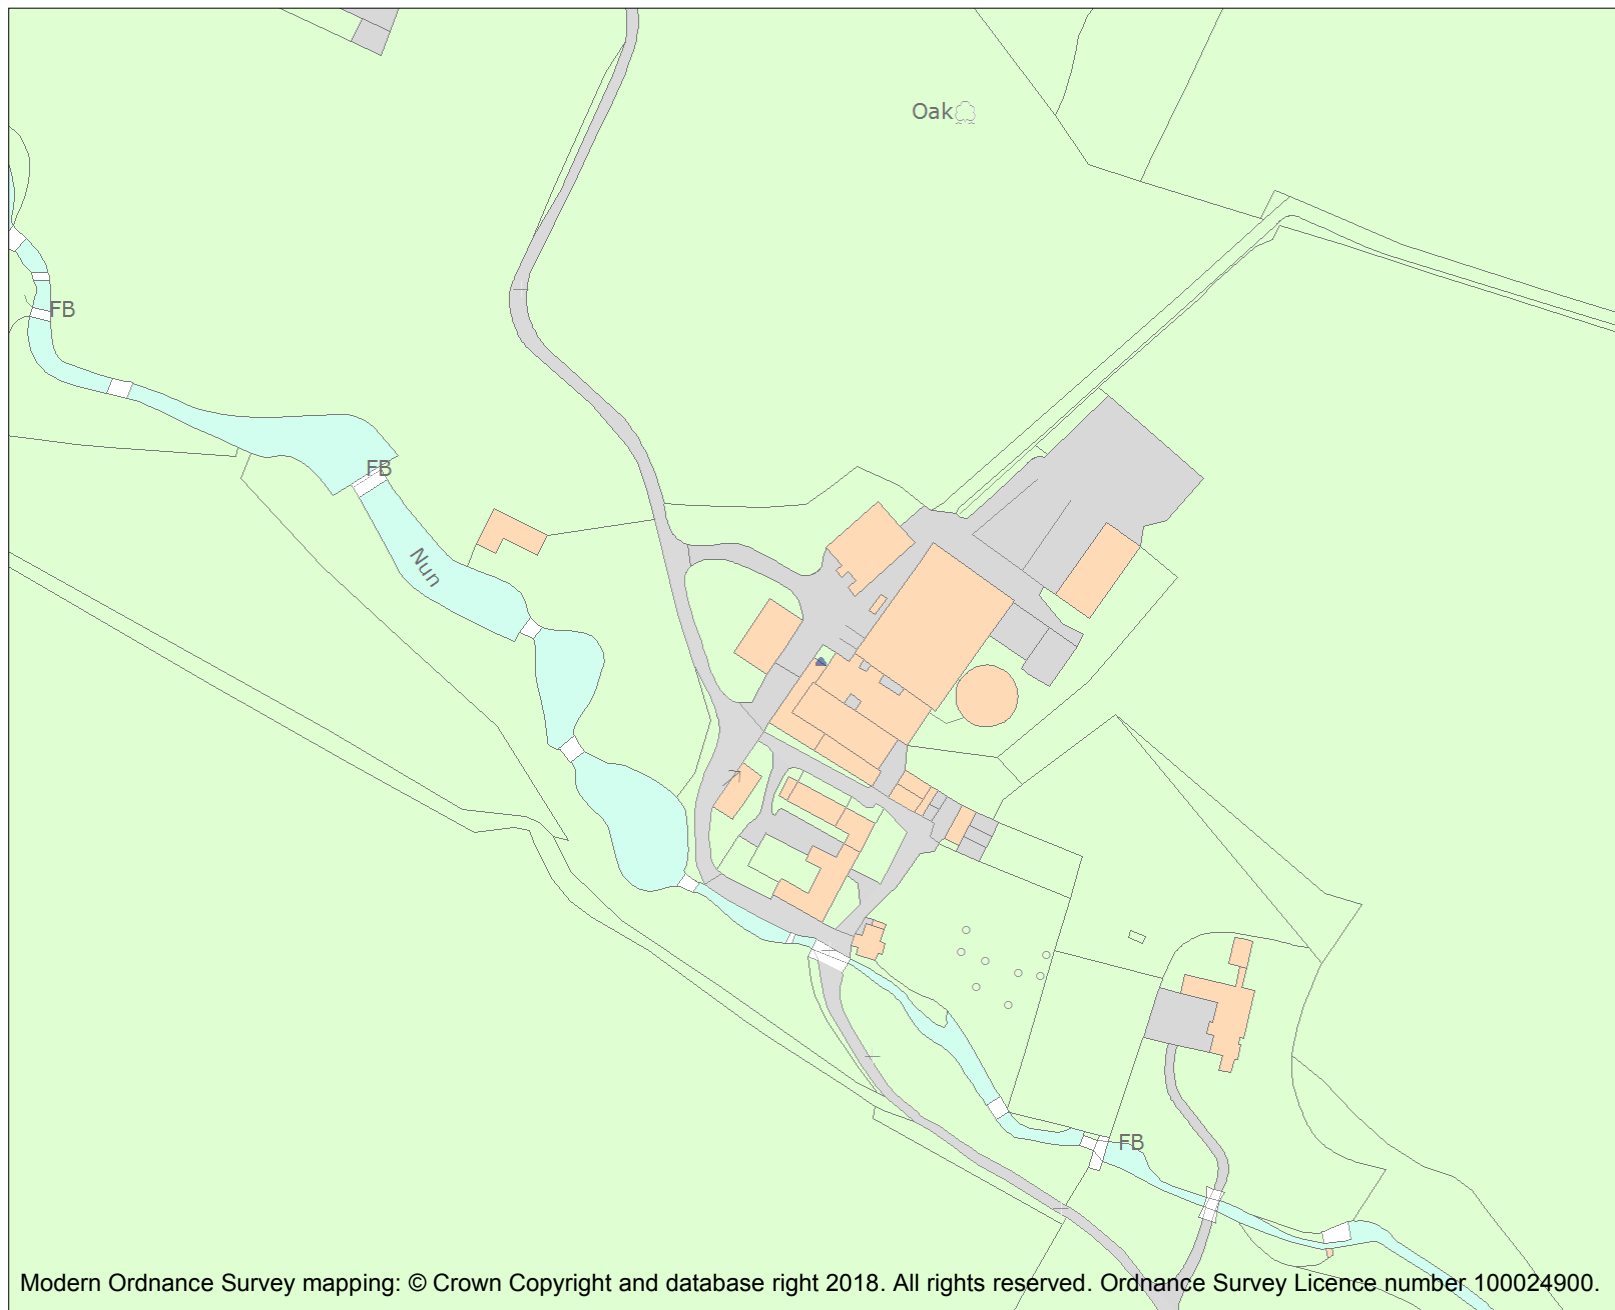 Oak
FB
FB
Nun
FB
Modern Ordnance Survey mapping: © Crown Copyright and database right 2018. All rights reserved. Ordnance Survey Licence number 100024900.